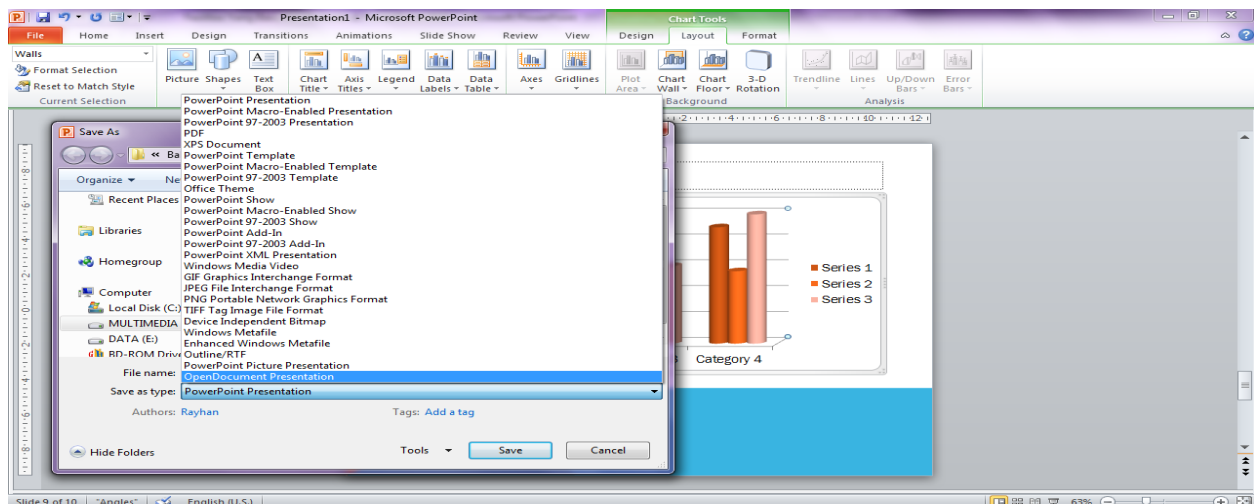 Presentation1 - Microsoft PowerPoint
Chart Tools
File Home Insert Design Transitions Animations Slide Show Review View Design Layout Format
Walls
Format Selection
Reset to Match Style
Current Selection
Picture Shapes Text Box
Chart Title Axis Titles Legend Data Labels Data Table
Axes Gridlines
Plot Area Chart Wall Chart Floor 3-D Rotation
Background
Trendline Lines Up/Down Bars Error Bars
Analysis
Save As
« Ba
Organize Ne
Recent Places
Libraries
Homegroup
Computer
Local Disk (C:)
MULTIMEDIA
DATA (E:)
BD-ROM Drive
PowerPoint Presentation
PowerPoint Macro-Enabled Presentation
PowerPoint 97-2003 Presentation
PDF
XPS Document
PowerPoint Template
PowerPoint Macro-Enabled Template
PowerPoint 97-2003 Template
Office Theme
PowerPoint Show
PowerPoint Macro-Enabled Show
PowerPoint 97-2003 Show
PowerPoint Add-In
PowerPoint 97-2003 Add-In
PowerPoint XML Presentation
Windows Media Video
GIF Graphics Interchange Format
JPEG File Interchange Format
PNG Portable Network Graphics Format
TIFF Tag Image File Format
Device Independent Bitmap
Windows Metafile
Enhanced Windows Metafile
Outline/RTF
PowerPoint Picture Presentation
OpenDocument Presentation
File name:
Save as type: PowerPoint Presentation
Authors: Rayhan Tags: Add a tag
Hide Folders Tools Save Cancel
Series 1
Series 2
Series 3
3 Category 4
Slide 9 of 10 "Angles" English (U.S.) 63%